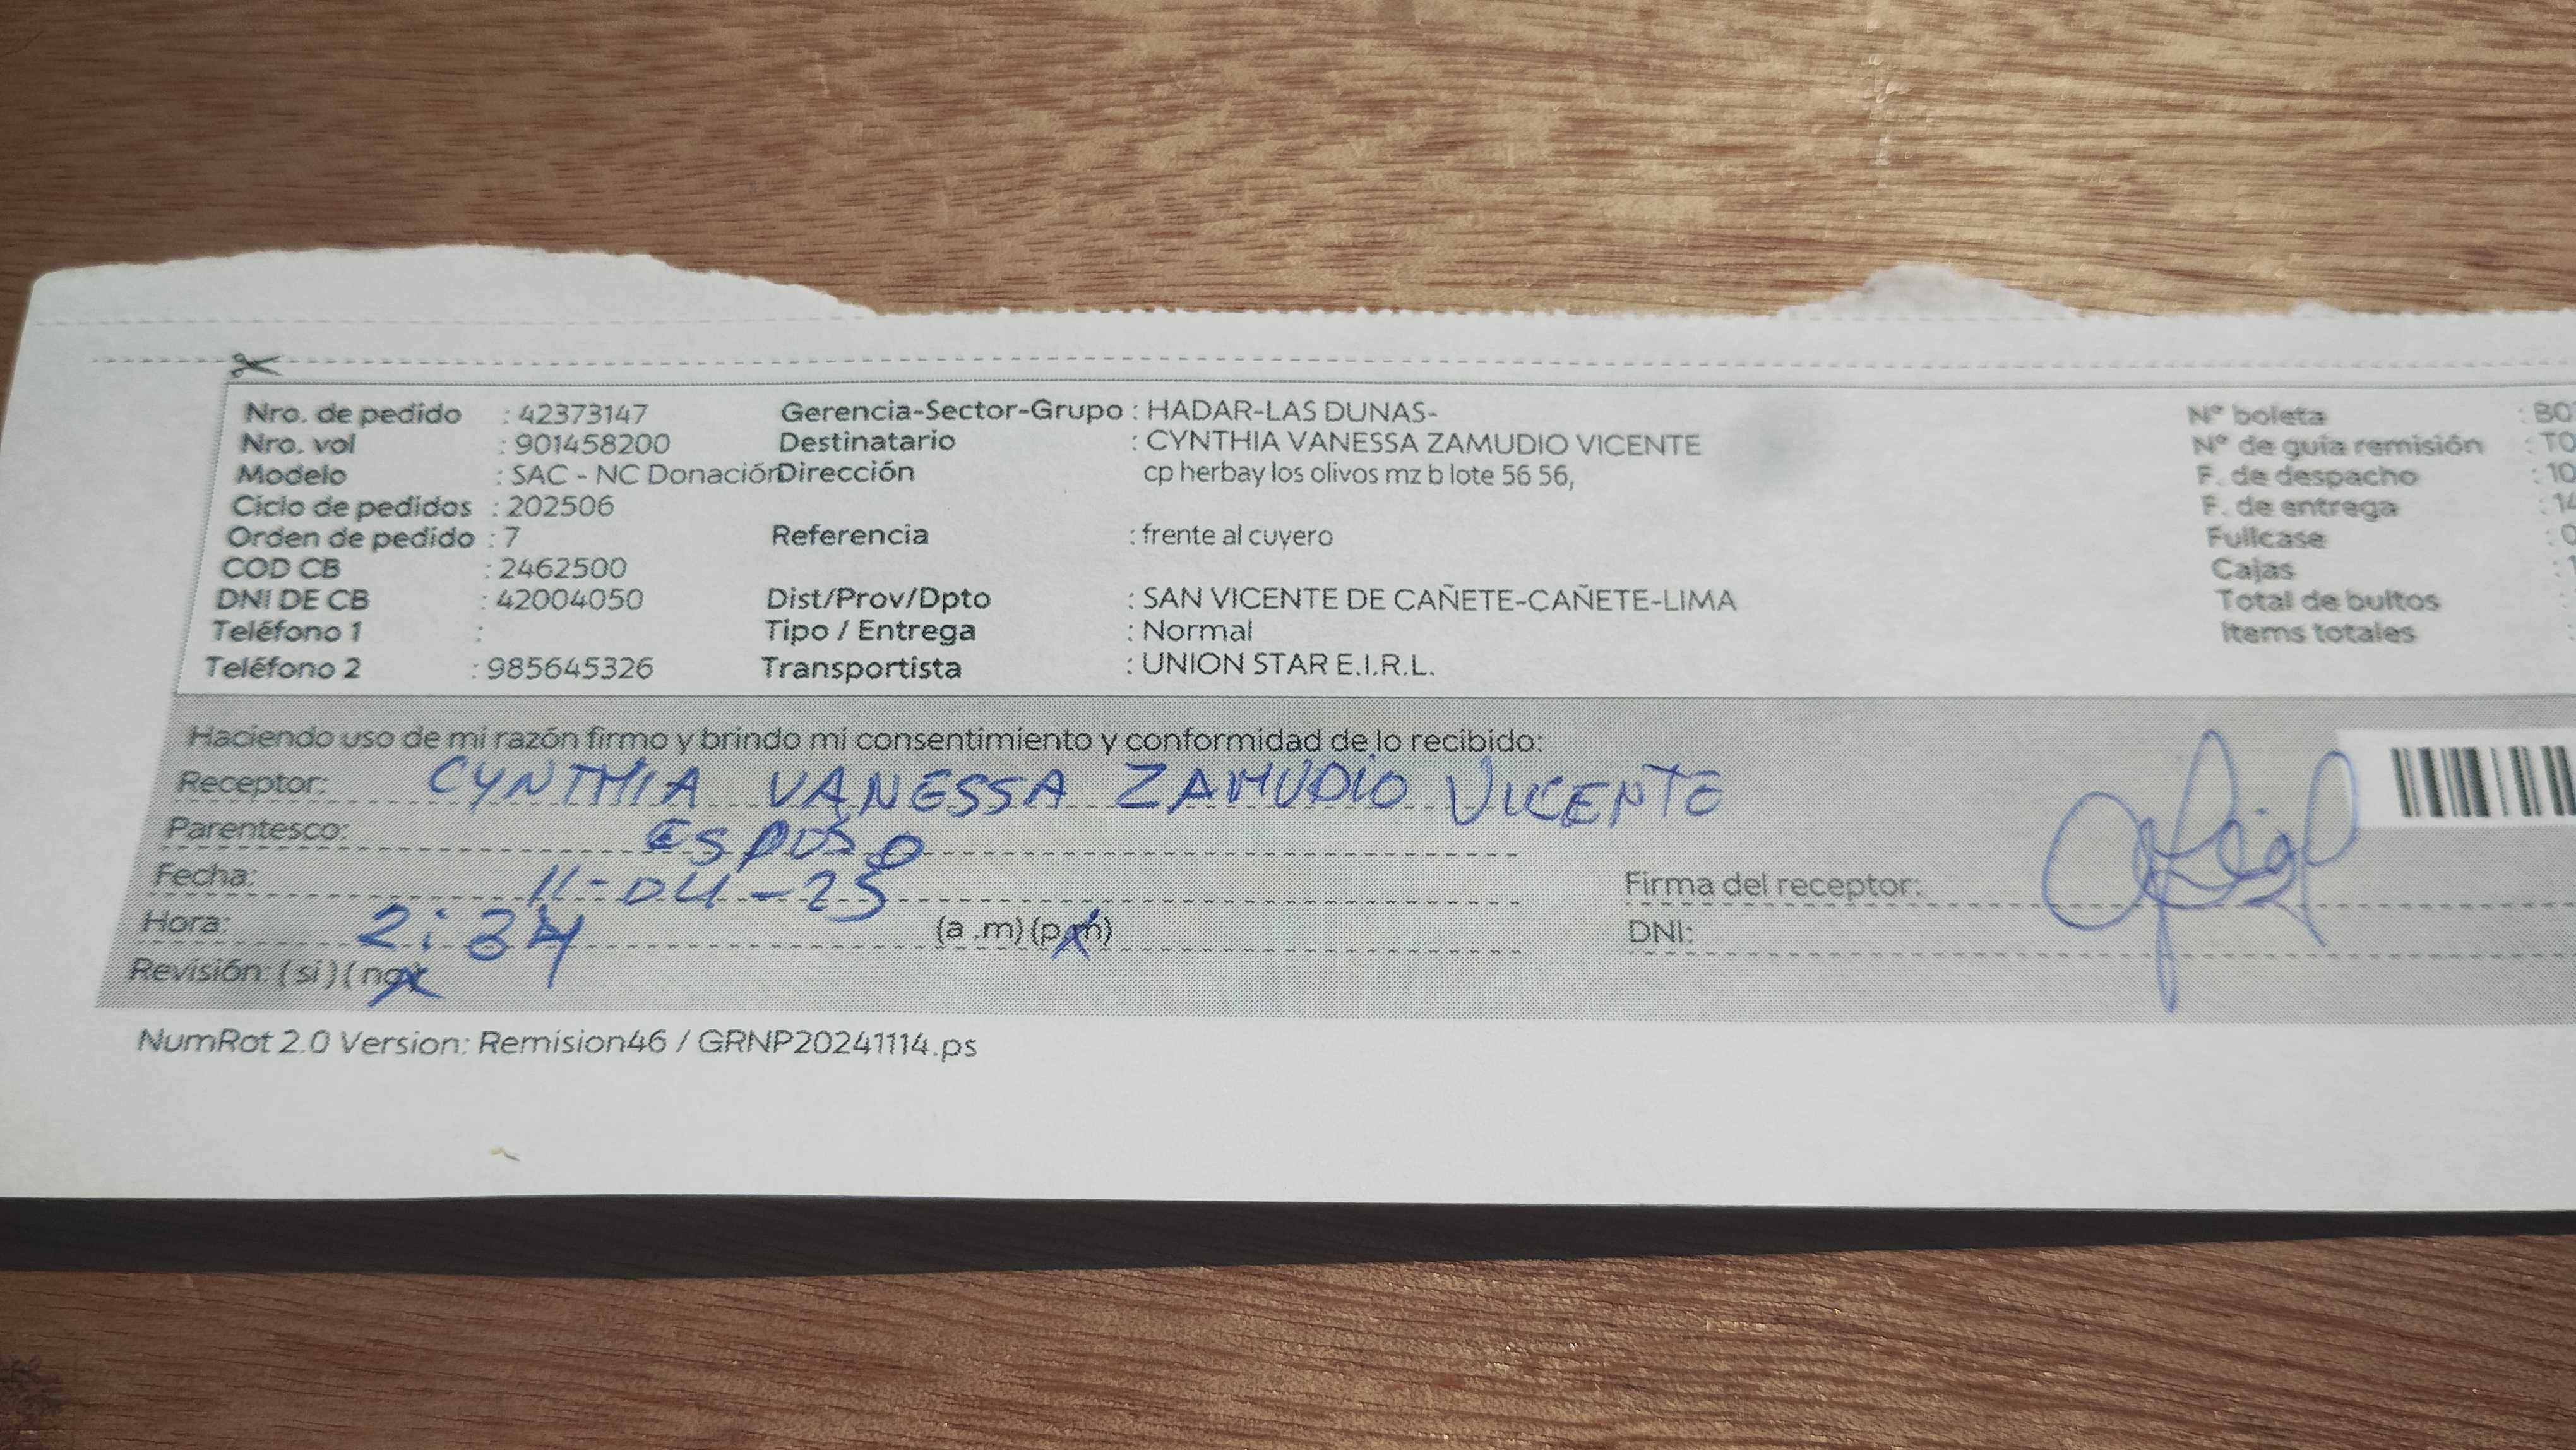 Nro. de pedido : 42373147 Gerencia-Sector-Grupo : HADAR-LAS DUNAS- N° boleta : B0
Nro. vol : 901458200 Destinatario : CYNTHIA VANESSA ZAMUDIO VICENTE N° de guía remisión : T0
Modelo : SAC - NC Donación Dirección cp herbay los olivos mz b lote 56 56, F. de despacho : 10
Ciclo de pedidos : 202506 F. de entrega : 14
Orden de pedido : 7 Referencia : frente al cuyero Fullcase : 0
COD CB : 2462500 Cajas : 1
DNI DE CB : 42004050 Dist/Prov/Dpto : SAN VICENTE DE CAÑETE-CAÑETE-LIMA Total de bultos :
Teléfono 1 : Tipo / Entrega : Normal Items totales :
Teléfono 2 : 985645326 Transportista : UNION STAR E.I.R.L.
Haciendo uso de mi razón firmo y brindo mi consentimiento y conformidad de lo recibido:
Receptor: CYNTHIA VANESSA ZAMUDIO VICENTE
Parentesco: ESPOSO
Fecha: 11-04-25 Firma del receptor:
Hora: 2:34 (a .m) (p.m) DNI:
Revisión: ( si ) ( no )
NumRot 2.0 Version: Remision46 / GRNP20241114.ps